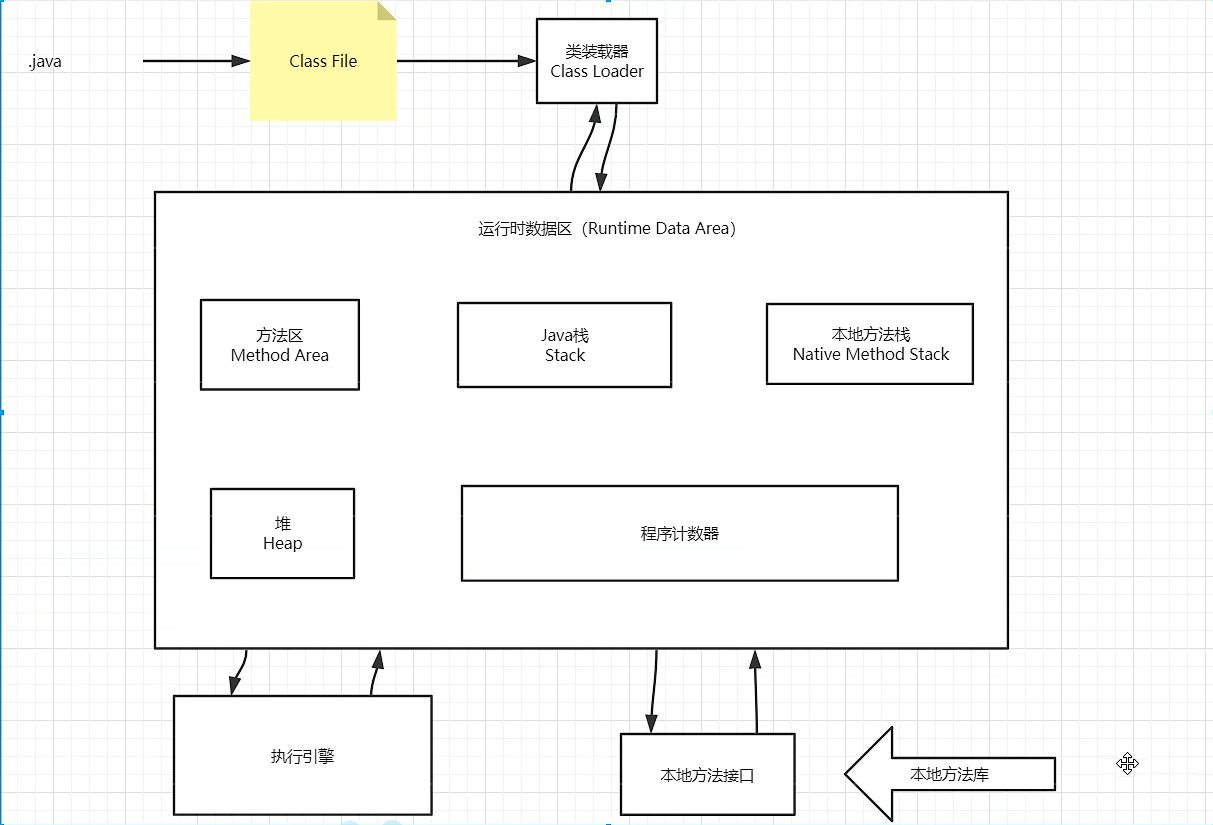 .java
Class File
类装载器
Class Loader
运行时数据区（Runtime Data Area）
方法区
Method Area
Java栈
Stack
本地方法栈
Native Method Stack
堆
Heap
程序计数器
执行引擎
本地方法接口
本地方法库